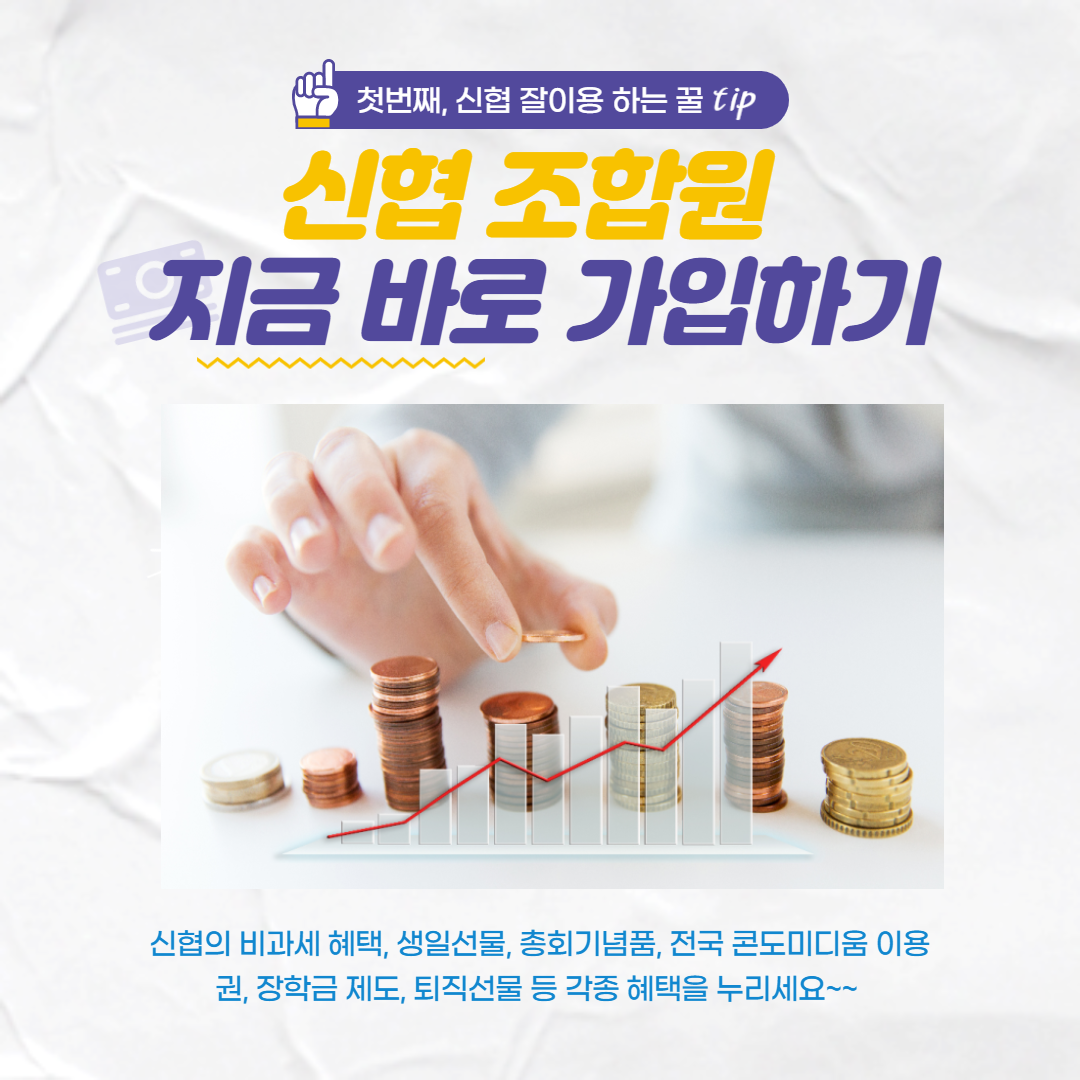 첫번째, 신협 잘이용 하는 꿀 tip
신협 조합원
지금 바로 가입하기
신협의 비과세 혜택, 생일선물, 총회기념품, 전국 콘도미디움 이용
권, 장학금 제도, 퇴직선물 등 각종 혜택을 누리세요~~